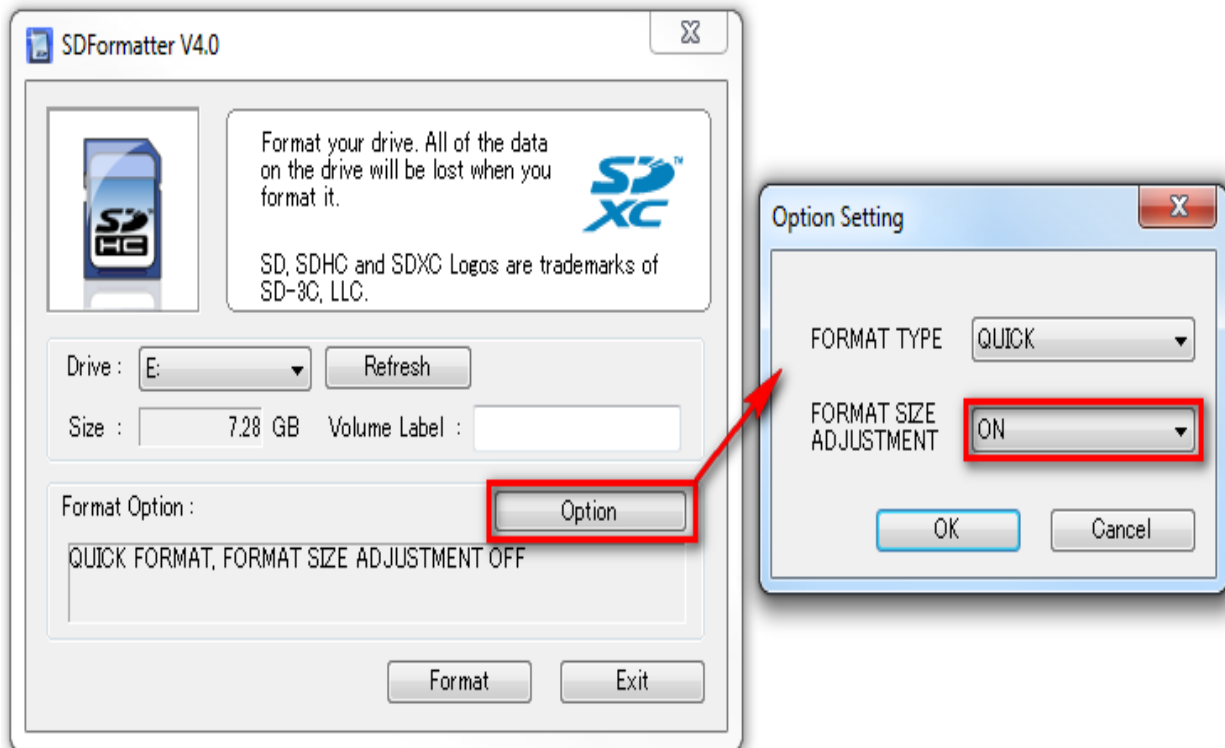 SDFormatter V4.0
Format your drive. All of the data
on the drive will be lost when you
format it.
SD, SDHC and SDXC Logos are trademarks of
SD-3C, LLC.
SD HC
SD XC™
Drive : E: Refresh
Size : 7.28 GB Volume Label :
Format Option : Option
QUICK FORMAT, FORMAT SIZE ADJUSTMENT OFF
Format Exit
Option Setting
FORMAT TYPE QUICK
FORMAT SIZE
ADJUSTMENT ON
OK Cancel